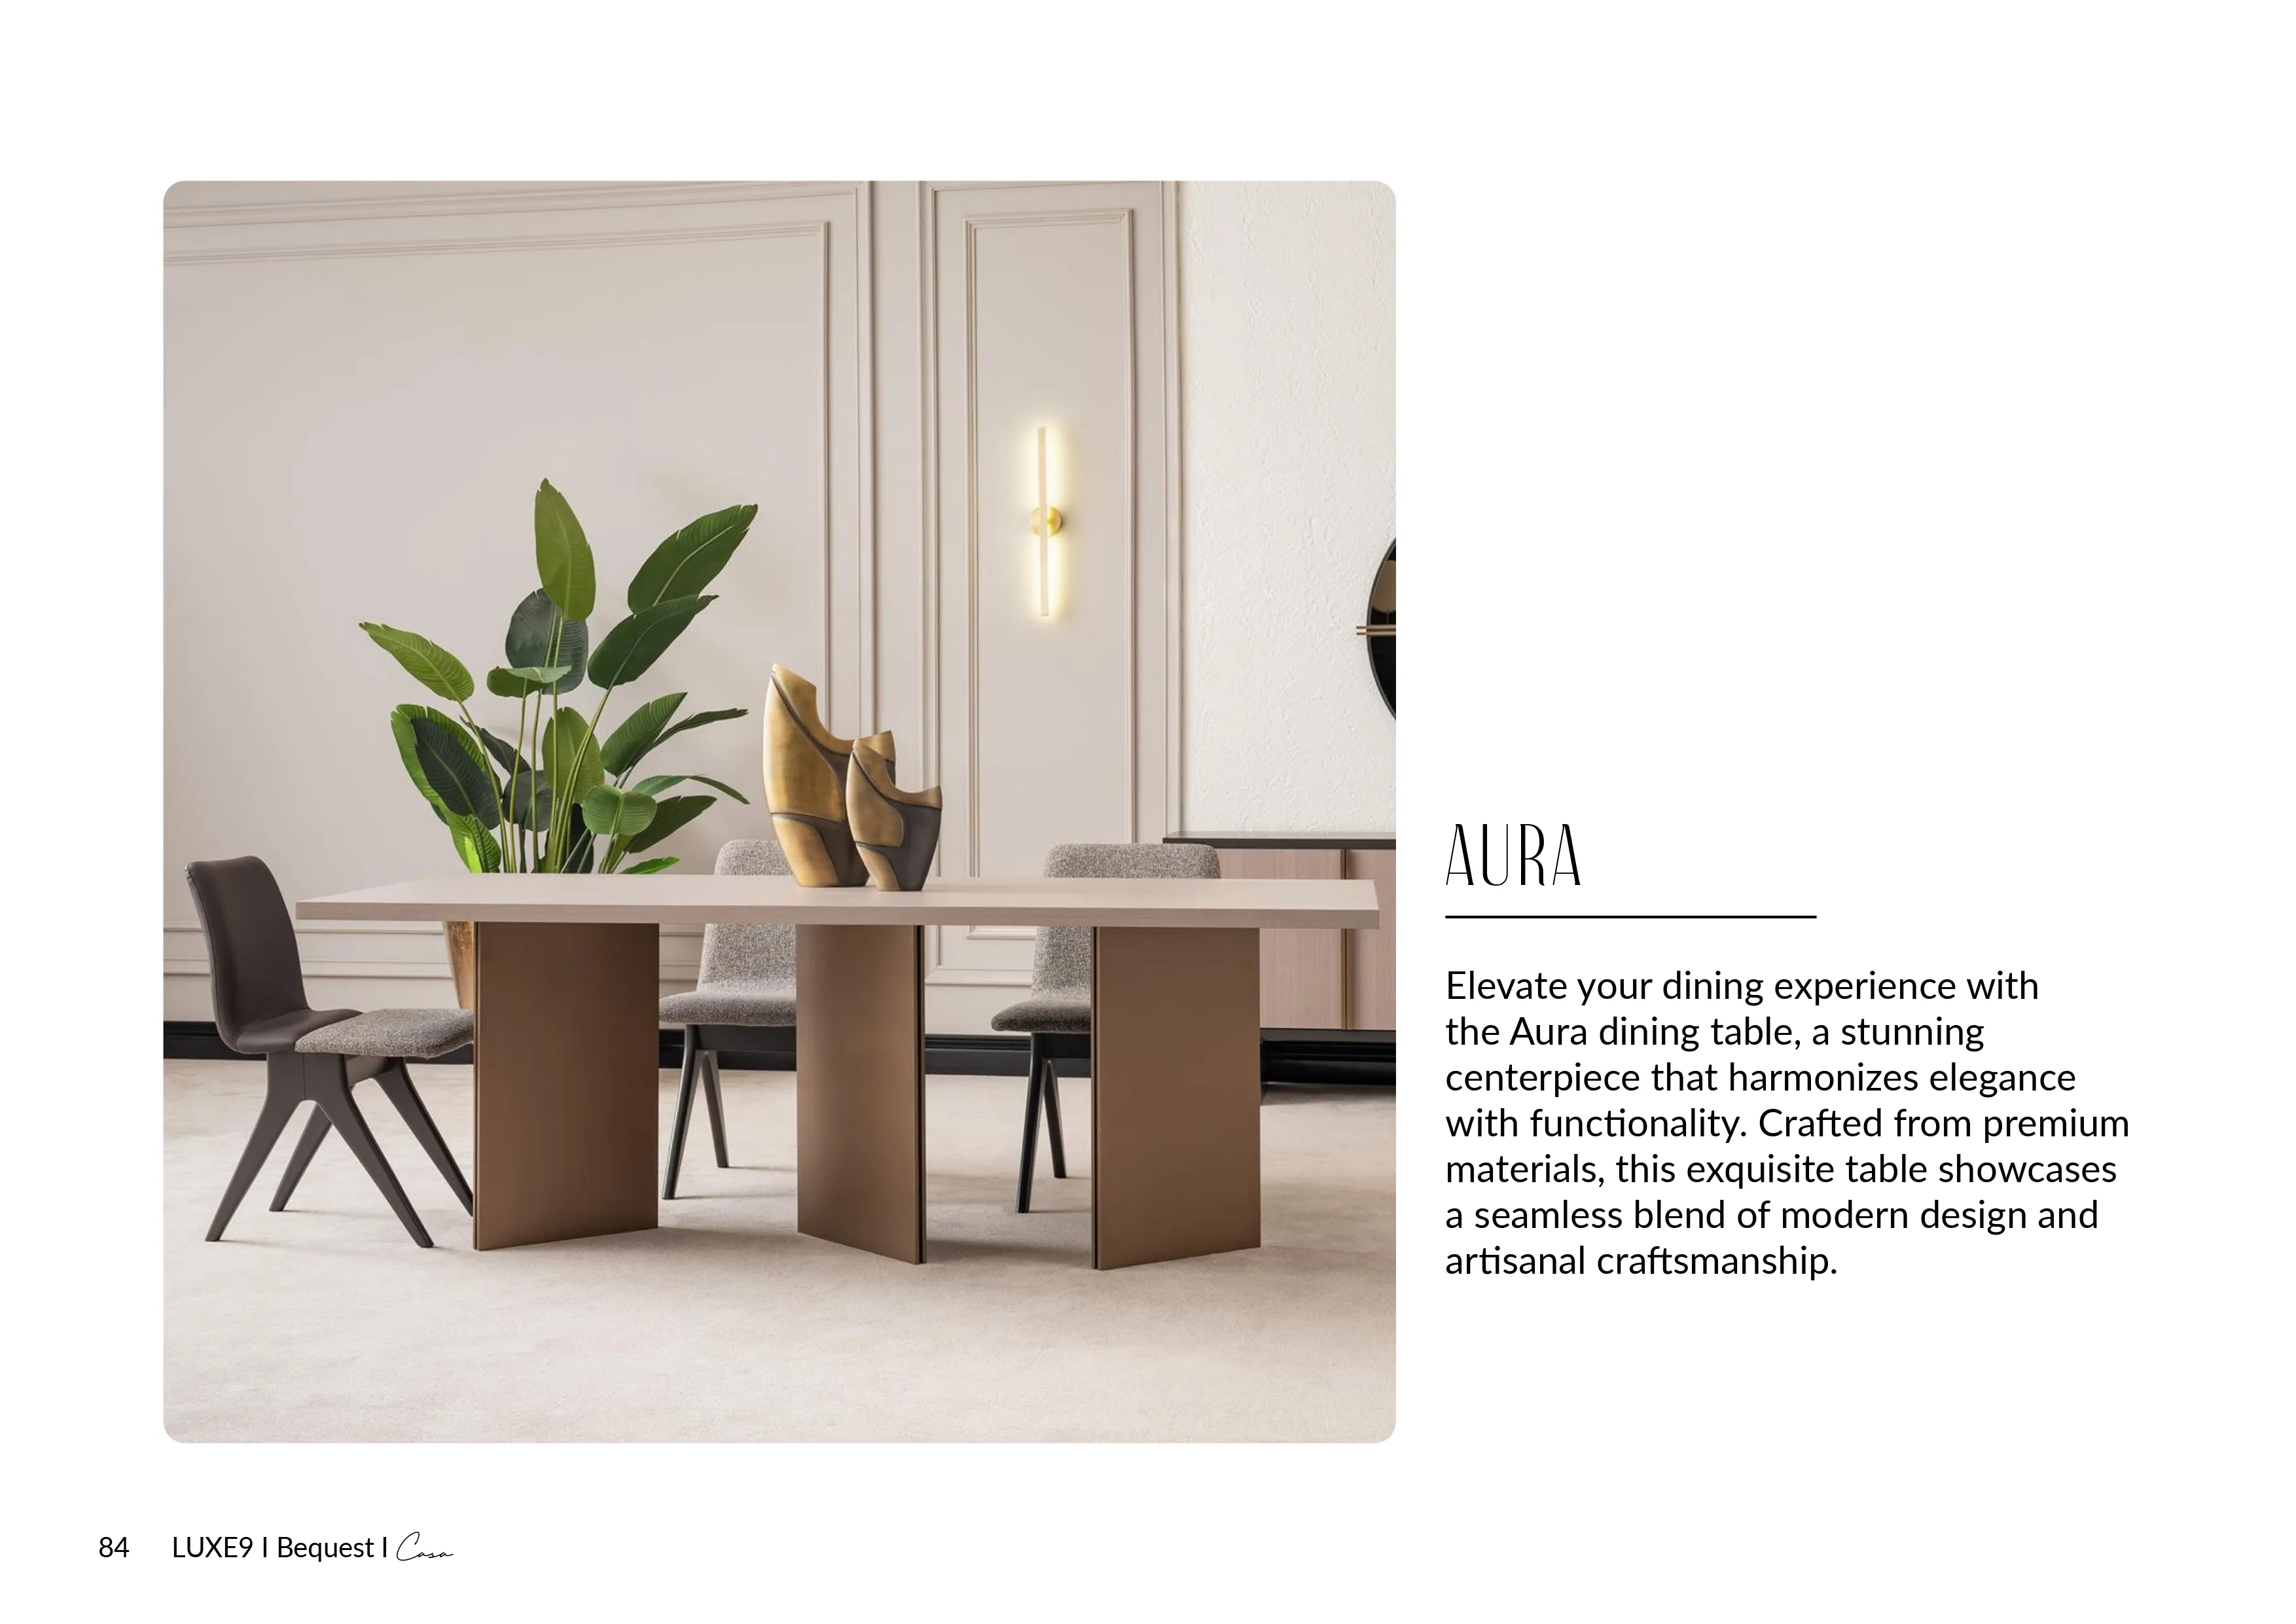 AURA
Elevate your dining experience with
the Aura dining table, a stunning
centerpiece that harmonizes elegance
with functionality. Crafted from premium
materials, this exquisite table showcases
a seamless blend of modern design and
artisanal craftsmanship.
84 LUXE9 I Bequest I Casa